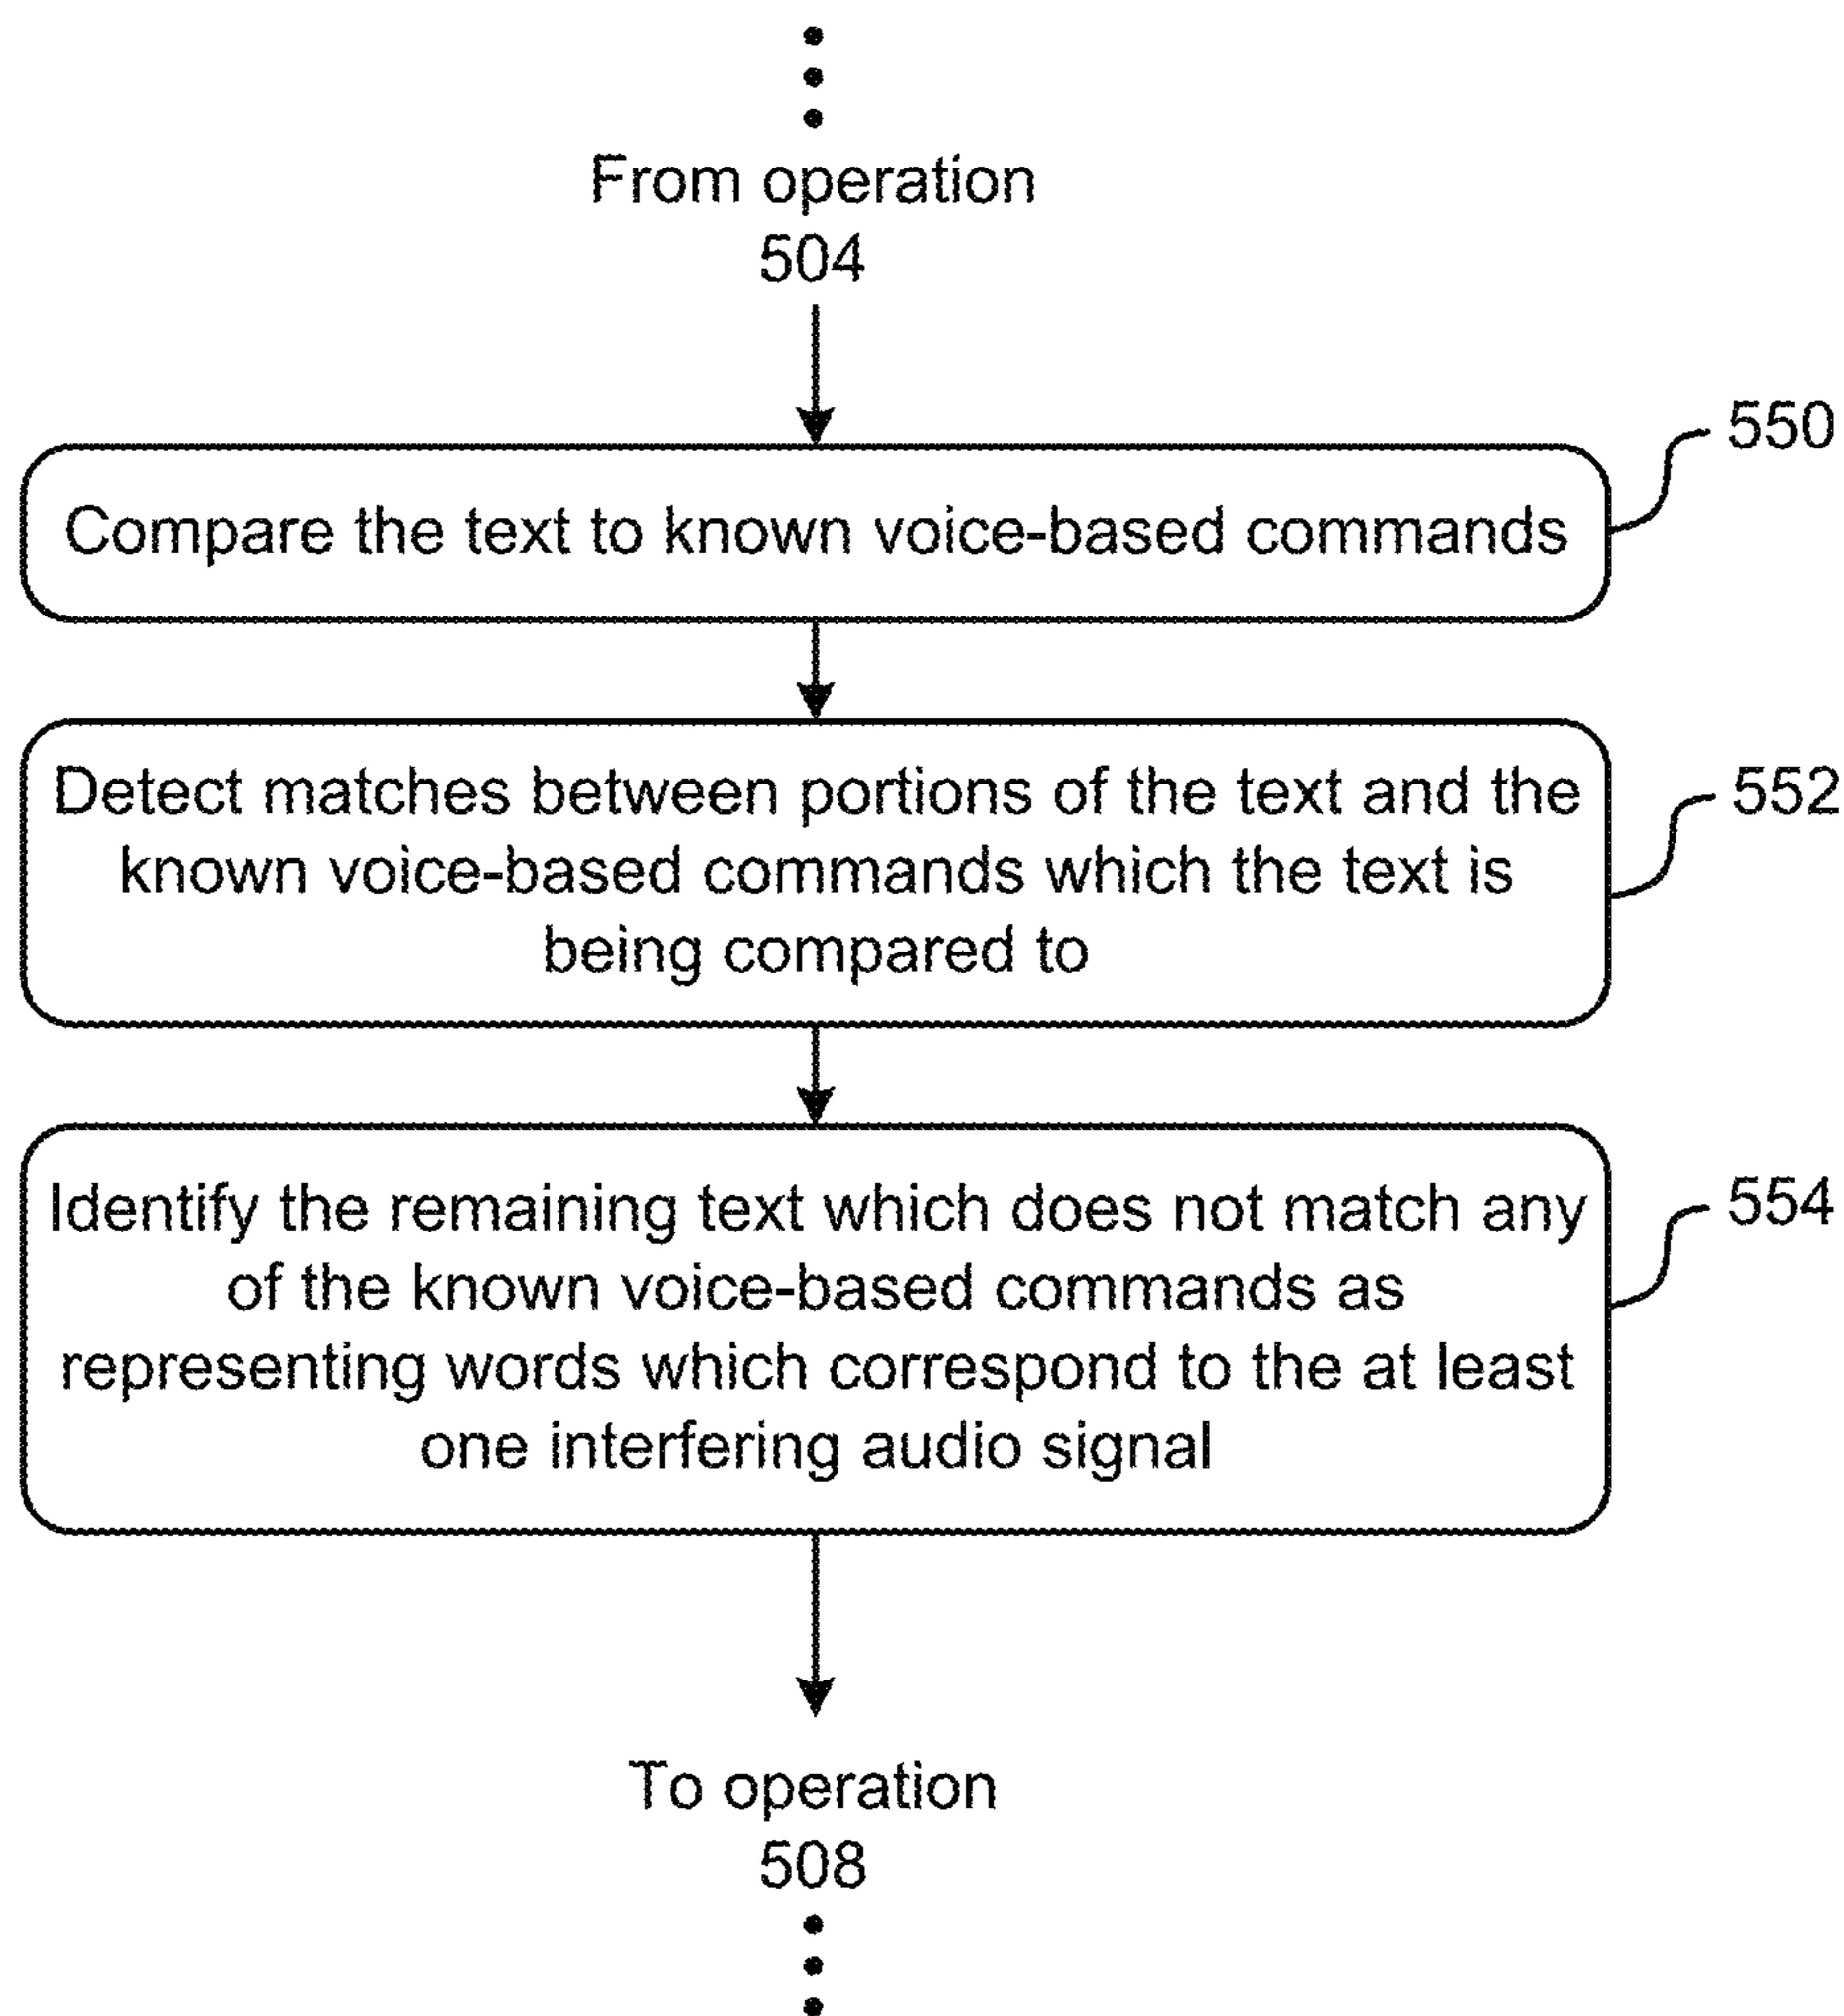 From operation
504
550
Compare the text to known voice-based commands
Detect matches between portions of the text and the
552
known voice-based commands which the text is
being compared to
Identify the remaining text which does not match any
554
of the known voice-based commands as
representing words which correspond to the at least
one interfering audio signal
To operation
508